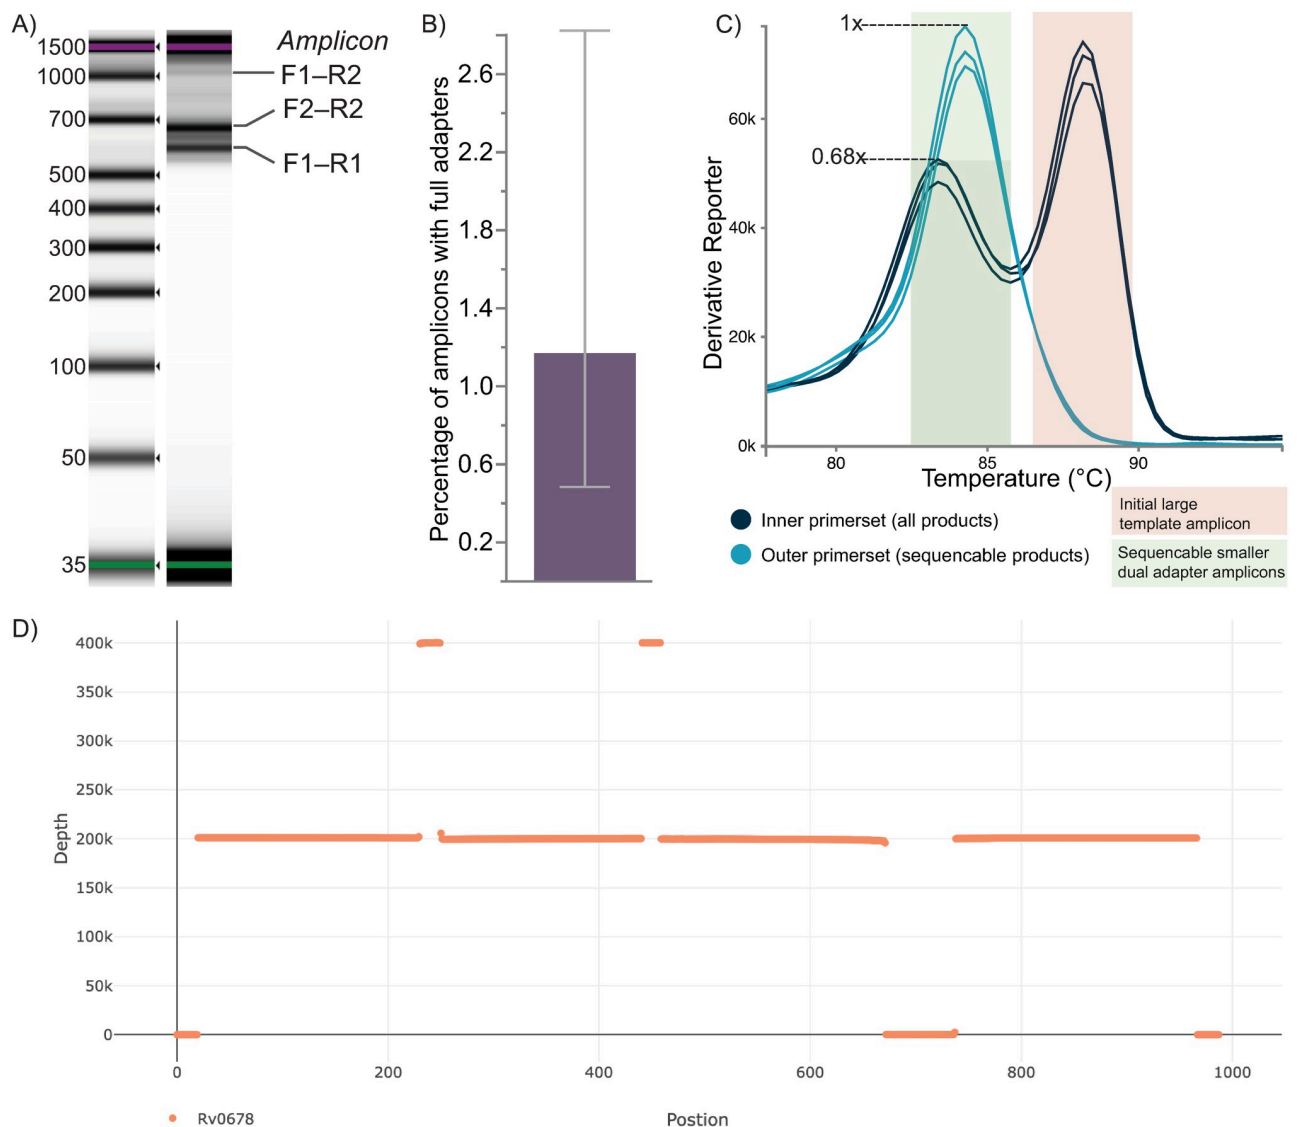 A)
1500
1000
700
500
400
300
200
100
50
35
Amplicon
F1–R2
F2–R2
F1–R1
B)
Percentage of amplicons with full adapters
2.6
2.2
1.8
1.4
1.0
0.6
0.2
C)
1x
0.68x
Derivative Reporter
60k
40k
20k
0k
80
85
90
Temperature (°C)
Inner primerset (all products)
Outer primerset (sequencable products)
Initial large
template amplicon
Sequencable smaller
dual adapter amplicons
D)
400k
350k
300k
250k
200k
150k
100k
50k
0
Depth
0
200
400
600
800
1000
Rv0678
Postion